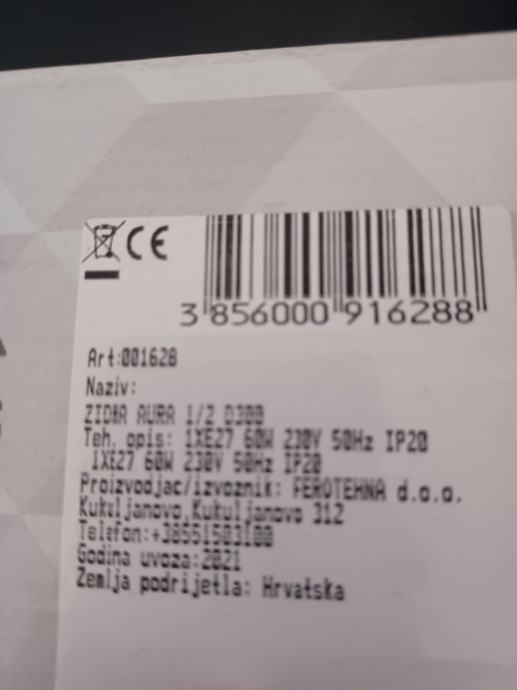 CE
3 856000 916288
Art:001628
Naziv:
ZIDNA AURA 1/2 D300
Teh. opis: 1XE27 60W 230V 50Hz IP20
1XE27 60W 230V 50Hz IP20
Proizvodjac/izvoznik: FEROTEHNA d.o.o.
Kukuljanovo,Kukuljanovo 312
Telefon:+38551503100
Godina uvoza:2021
Zemlja podrijetla: Hrvatska